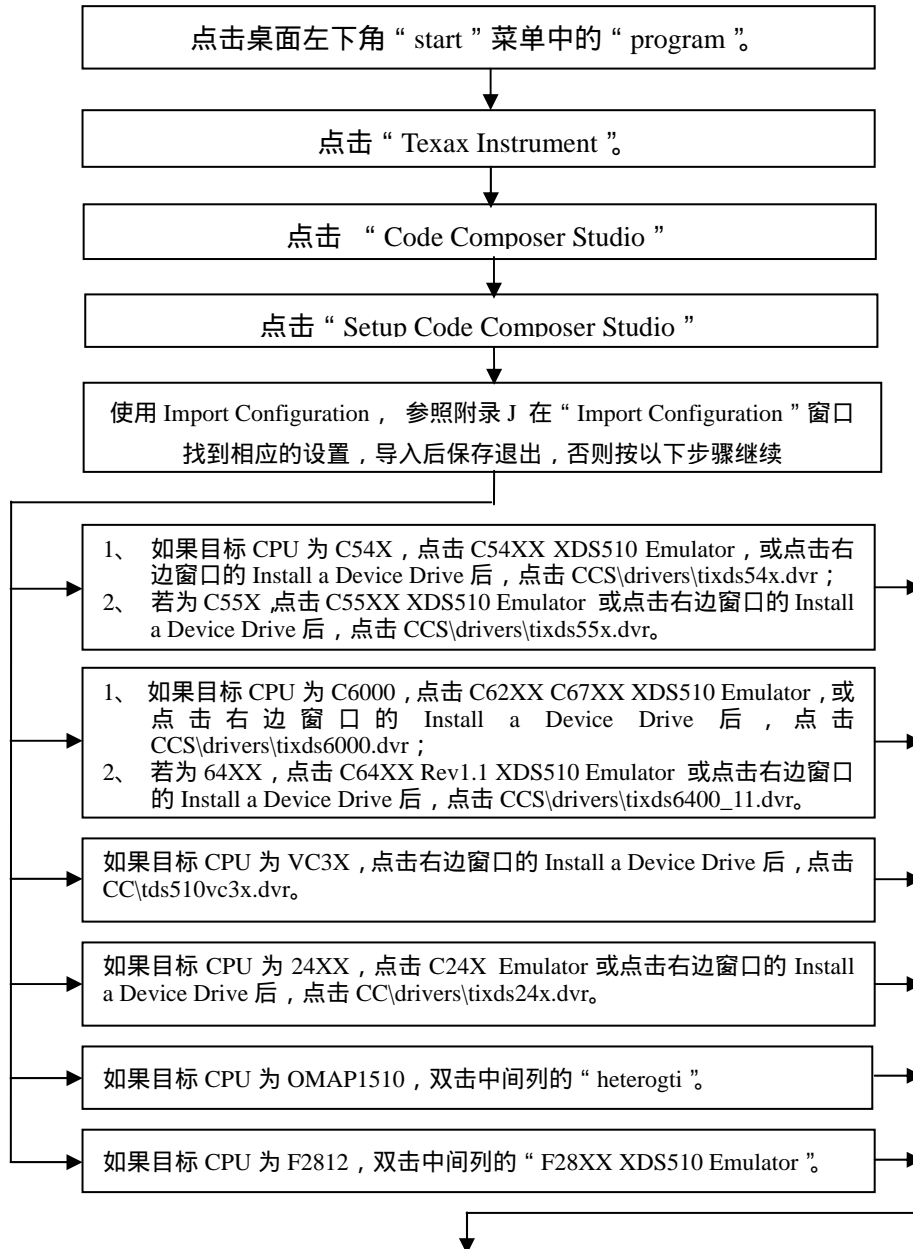 点击桌面左下角“ start ”菜单中的“ program ”。
点击“ Texax Instrument ”。
点击 “ Code Composer Studio ”
点击“ Setup Code Composer Studio ”
使用 Import Configuration， 参照附录 J 在“ Import Configuration ”窗口
找到相应的设置，导入后保存退出，否则按以下步骤继续
1、 如果目标 CPU 为 C54X，点击 C54XX XDS510 Emulator，或点击右
边窗口的 Install a Device Drive 后，点击 CCS\drivers\tixds54x.dvr；
2、 若为 C55X，点击 C55XX XDS510 Emulator 或点击右边窗口的 Install
a Device Drive 后，点击 CCS\drivers\tixds55x.dvr。
1、 如果目标 CPU 为 C6000，点击 C62XX C67XX XDS510 Emulator，或
点击右边窗口的 Install a Device Drive 后，点击
CCS\drivers\tixds6000.dvr；
2、 若为 64XX，点击 C64XX Rev1.1 XDS510 Emulator 或点击右边窗口
的 Install a Device Drive 后，点击 CCS\drivers\tixds6400_11.dvr。
如果目标 CPU 为 VC3X，点击右边窗口的 Install a Device Drive 后，点击
CC\tds510vc3x.dvr。
如果目标 CPU 为 24XX，点击 C24X Emulator 或点击右边窗口的 Install
a Device Drive 后，点击 CC\drivers\tixds24x.dvr。
如果目标 CPU 为 OMAP1510，双击中间列的“ heterogti ”。
如果目标 CPU 为 F2812，双击中间列的“ F28XX XDS510 Emulator ”。